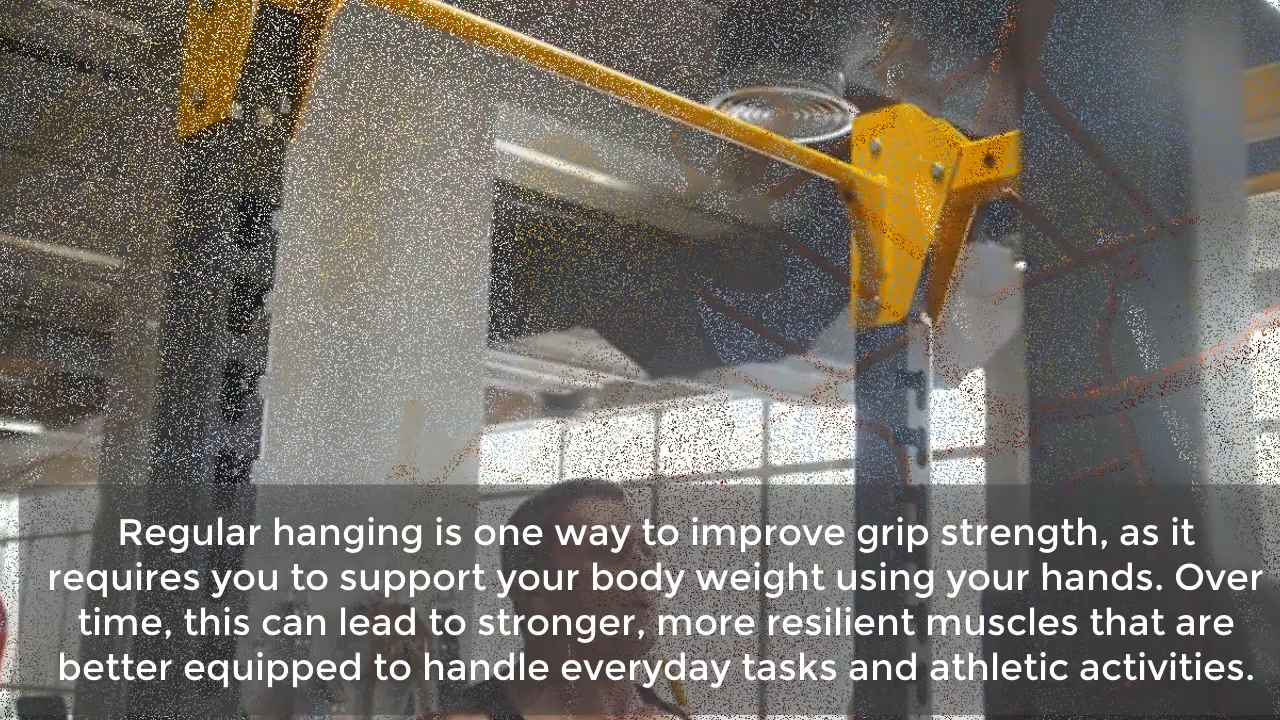 Regular hanging is one way to improve grip strength, as it
requires you to support your body weight using your hands. Over
time, this can lead to stronger, more resilient muscles that are
better equipped to handle everyday tasks and athletic activities.